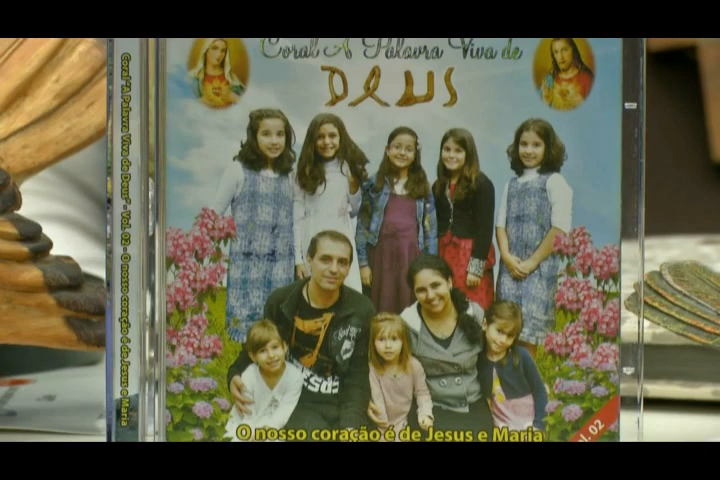 Coral A Palavra Viva de
DEUS
Coral "A Palavra Viva de Deus" - Vol. 02 - O nosso coração é de Jesus e Maria
O nosso coração é de Jesus e Maria
Vol. 02